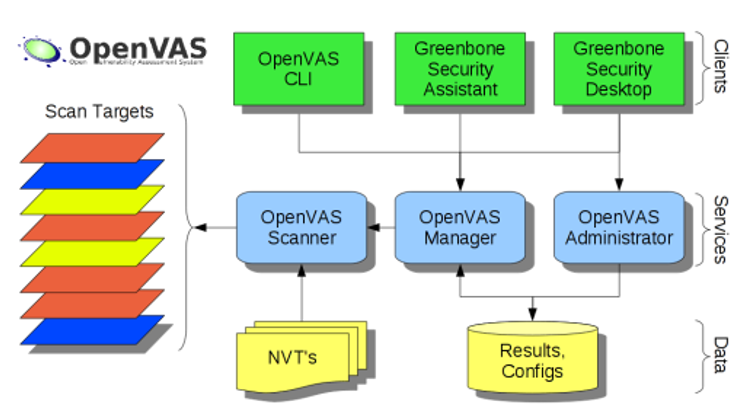 OpenVAS
Open Vulnerability Assessment System
OpenVAS
CLI
Greenbone
Security
Assistant
Greenbone
Security
Desktop
Clients
Scan Targets
OpenVAS
Scanner
OpenVAS
Manager
OpenVAS
Administrator
Services
NVT's
Results,
Configs
Data